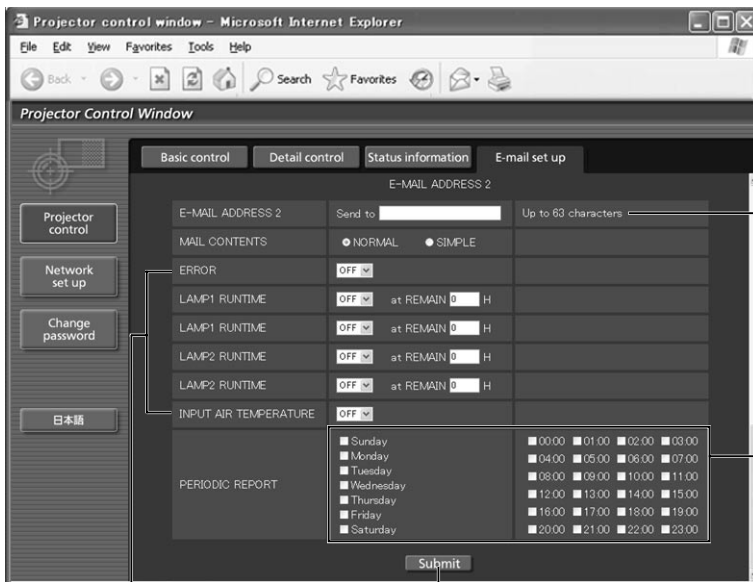 Projector control window - Microsoft Internet Explorer
File Edit View Favorites Tools Help
Back Search Favorites
Projector Control Window
Basic control Detail control Status information E-mail set up
E-MAIL ADDRESS 2
Projector control
Network set up
Change password
日本語
E-MAIL ADDRESS 2 Send to Up to 63 characters
MAIL CONTENTS NORMAL SIMPLE
ERROR OFF
LAMP1 RUNTIME OFF at REMAIN 0 H
LAMP1 RUNTIME OFF at REMAIN 0 H
LAMP2 RUNTIME OFF at REMAIN 0 H
LAMP2 RUNTIME OFF at REMAIN 0 H
INPUT AIR TEMPERATURE OFF
PERIODIC REPORT
Sunday
Monday
Tuesday
Wednesday
Thursday
Friday
Saturday
00:00 01:00 02:00 03:00
04:00 05:00 06:00 07:00
08:00 09:00 10:00 11:00
12:00 13:00 14:00 15:00
16:00 17:00 18:00 19:00
20:00 21:00 22:00 23:00
Submit